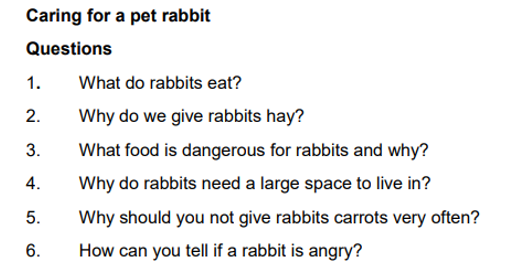 Caring for a pet rabbit
Questions
1. What do rabbits eat?
2. Why do we give rabbits hay?
3. What food is dangerous for rabbits and why?
4. Why do rabbits need a large space to live in?
5. Why should you not give rabbits carrots very often?
6. How can you tell if a rabbit is angry?